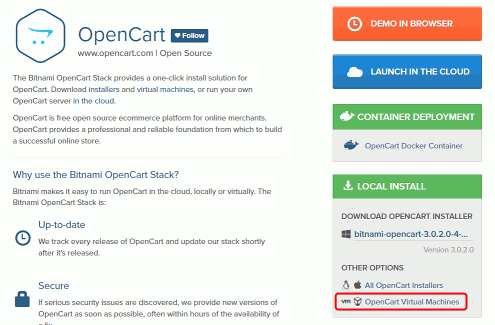 OpenCart
Follow
www.opencart.com | Open Source
The Bitnami OpenCart Stack provides a one-click install solution for
OpenCart. Download installers and virtual machines, or run your own
OpenCart server in the cloud.
OpenCart is free open source ecommerce platform for online merchants.
OpenCart provides a professional and reliable foundation from which to build
a successful online store.
Why use the Bitnami OpenCart Stack?
Bitnami makes it easy to run OpenCart in the cloud, locally or virtually. The
Bitnami OpenCart Stack is:
Up-to-date
We track every release of OpenCart and update our stack shortly
after it's released.
Secure
If serious security issues are discovered, we provide new versions of
OpenCart as soon as possible, often within hours of the availability of
a fix.
DEMO IN BROWSER
LAUNCH IN THE CLOUD
CONTAINER DEPLOYMENT
OpenCart Docker Container
LOCAL INSTALL
DOWNLOAD OPENCART INSTALLER
bitnami-opencart-3.0.2.0-4-...
Version 3.0.2.0
OTHER OPTIONS
All OpenCart Installers
vm OpenCart Virtual Machines